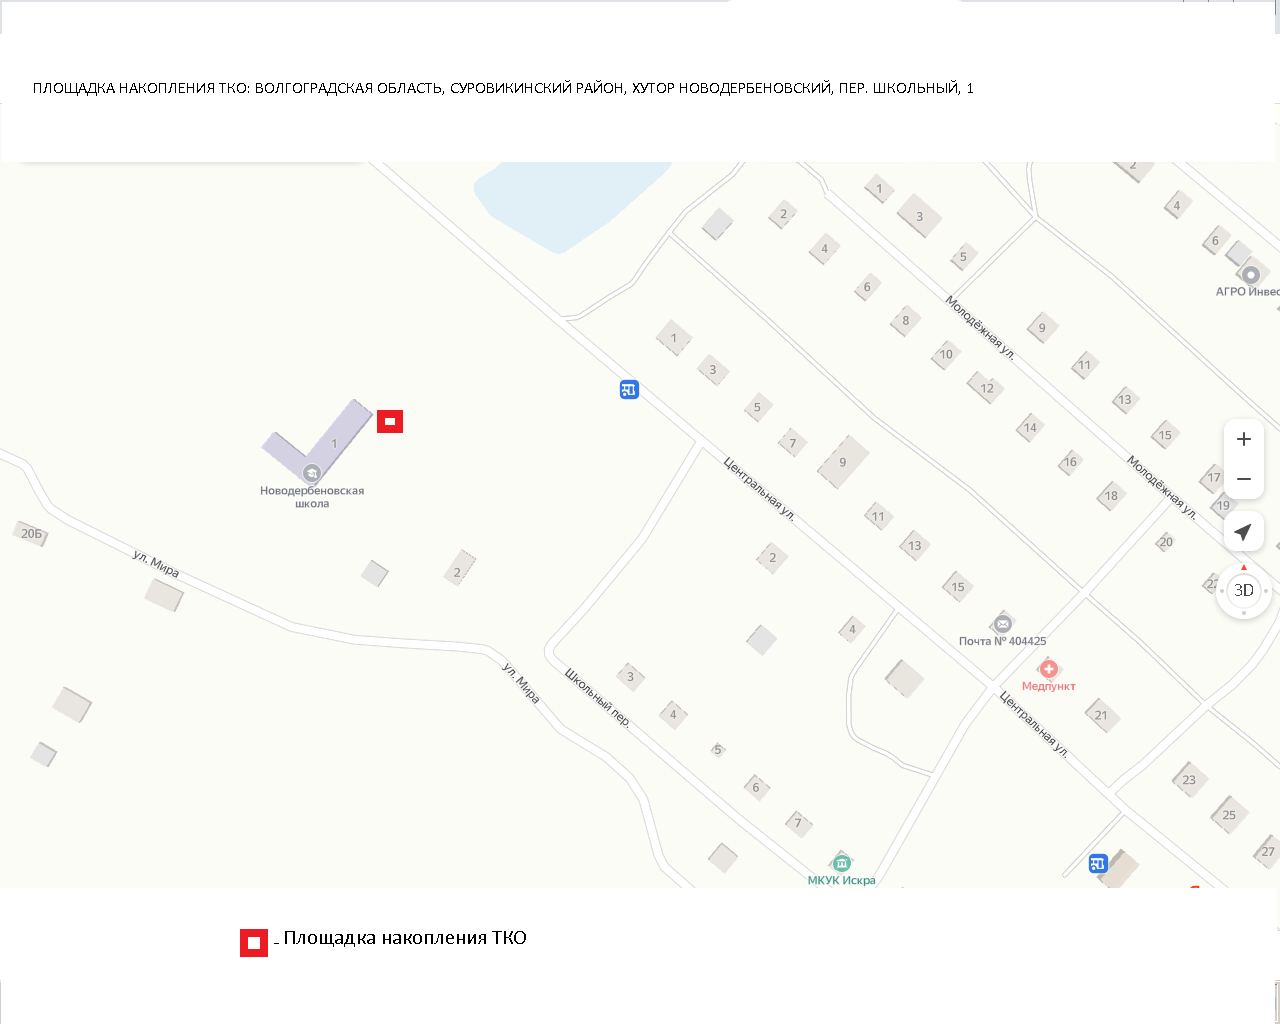 ПЛОЩАДКА НАКОПЛЕНИЯ ТКО: ВОЛГОГРАДСКАЯ ОБЛАСТЬ, СУРОВИКИНСКИЙ РАЙОН, ХУТОР НОВОДЕРБЕНОВСКИЙ, ПЕР. ШКОЛЬНЫЙ, 1
2
1
4
2
3
6
4
5
АГРО Инвес
6
Молодёжная ул.
8
9
1
10
11
3
12
13
5
14
15
7
16
9
17
1
Новодербеновская
школа
Молодёжная ул.
18
19
Центральная ул.
11
20Б
13
20
ул. Мира
2
2
15
22
3D
4
Почта № 404425
3
Медпункт
ул. Мира
Школьный пер.
4
21
Центральная ул.
5
6
23
7
25
27
МКУК Искра
- Площадка накопления ТКО